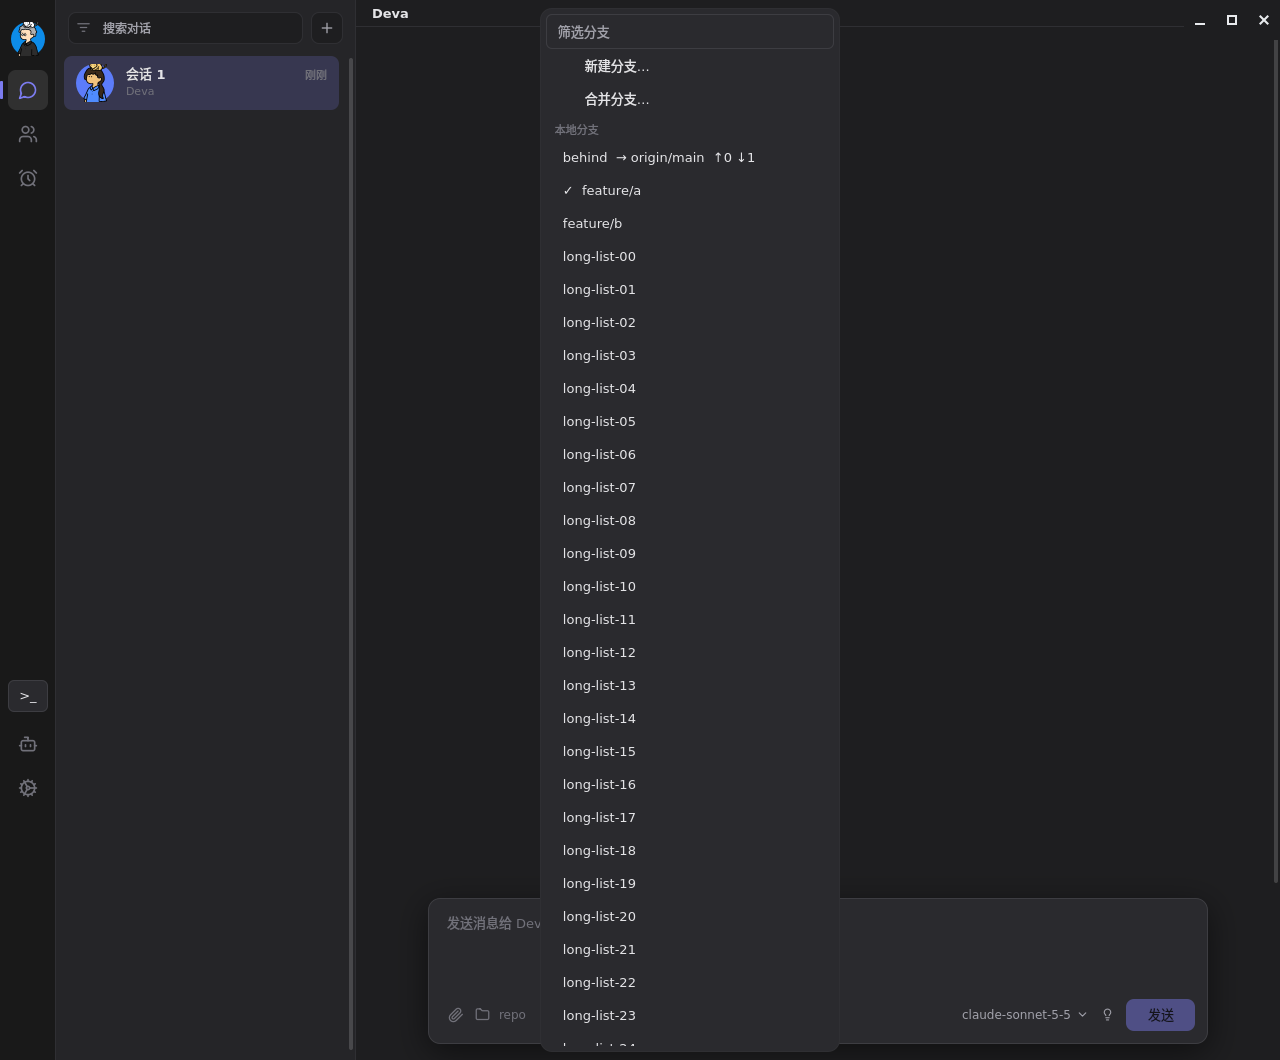 搜索对话
会话 1
刚刚
Deva
>_
Deva
筛选分支
新建分支...
合并分支...
本地分支
behind → origin/main ↑0 ↓1
✓ feature/a
feature/b
long-list-00
long-list-01
long-list-02
long-list-03
long-list-04
long-list-05
long-list-06
long-list-07
long-list-08
long-list-09
long-list-10
long-list-11
long-list-12
long-list-13
long-list-14
long-list-15
long-list-16
long-list-17
long-list-18
long-list-19
long-list-20
long-list-21
long-list-22
long-list-23
发送消息给 Dev
repo
claude-sonnet-5-5
发送